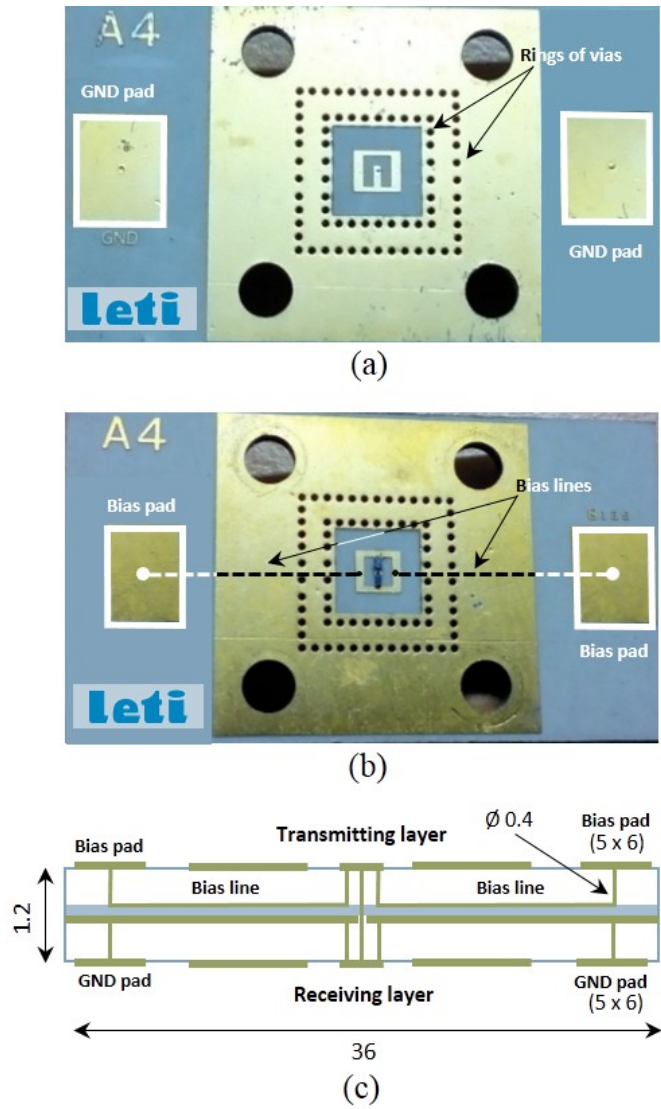 A4
GND pad
Rings of vias
GND
GND pad
leti
(a)
A4
Bias pad
Bias lines
Bias
Bias pad
leti
(b)
Transmitting layer
Ø 0.4
Bias pad
Bias pad
(5 x 6)
Bias line
Bias line
1.2
GND pad
Receiving layer
GND pad
(5 x 6)
36
(c)